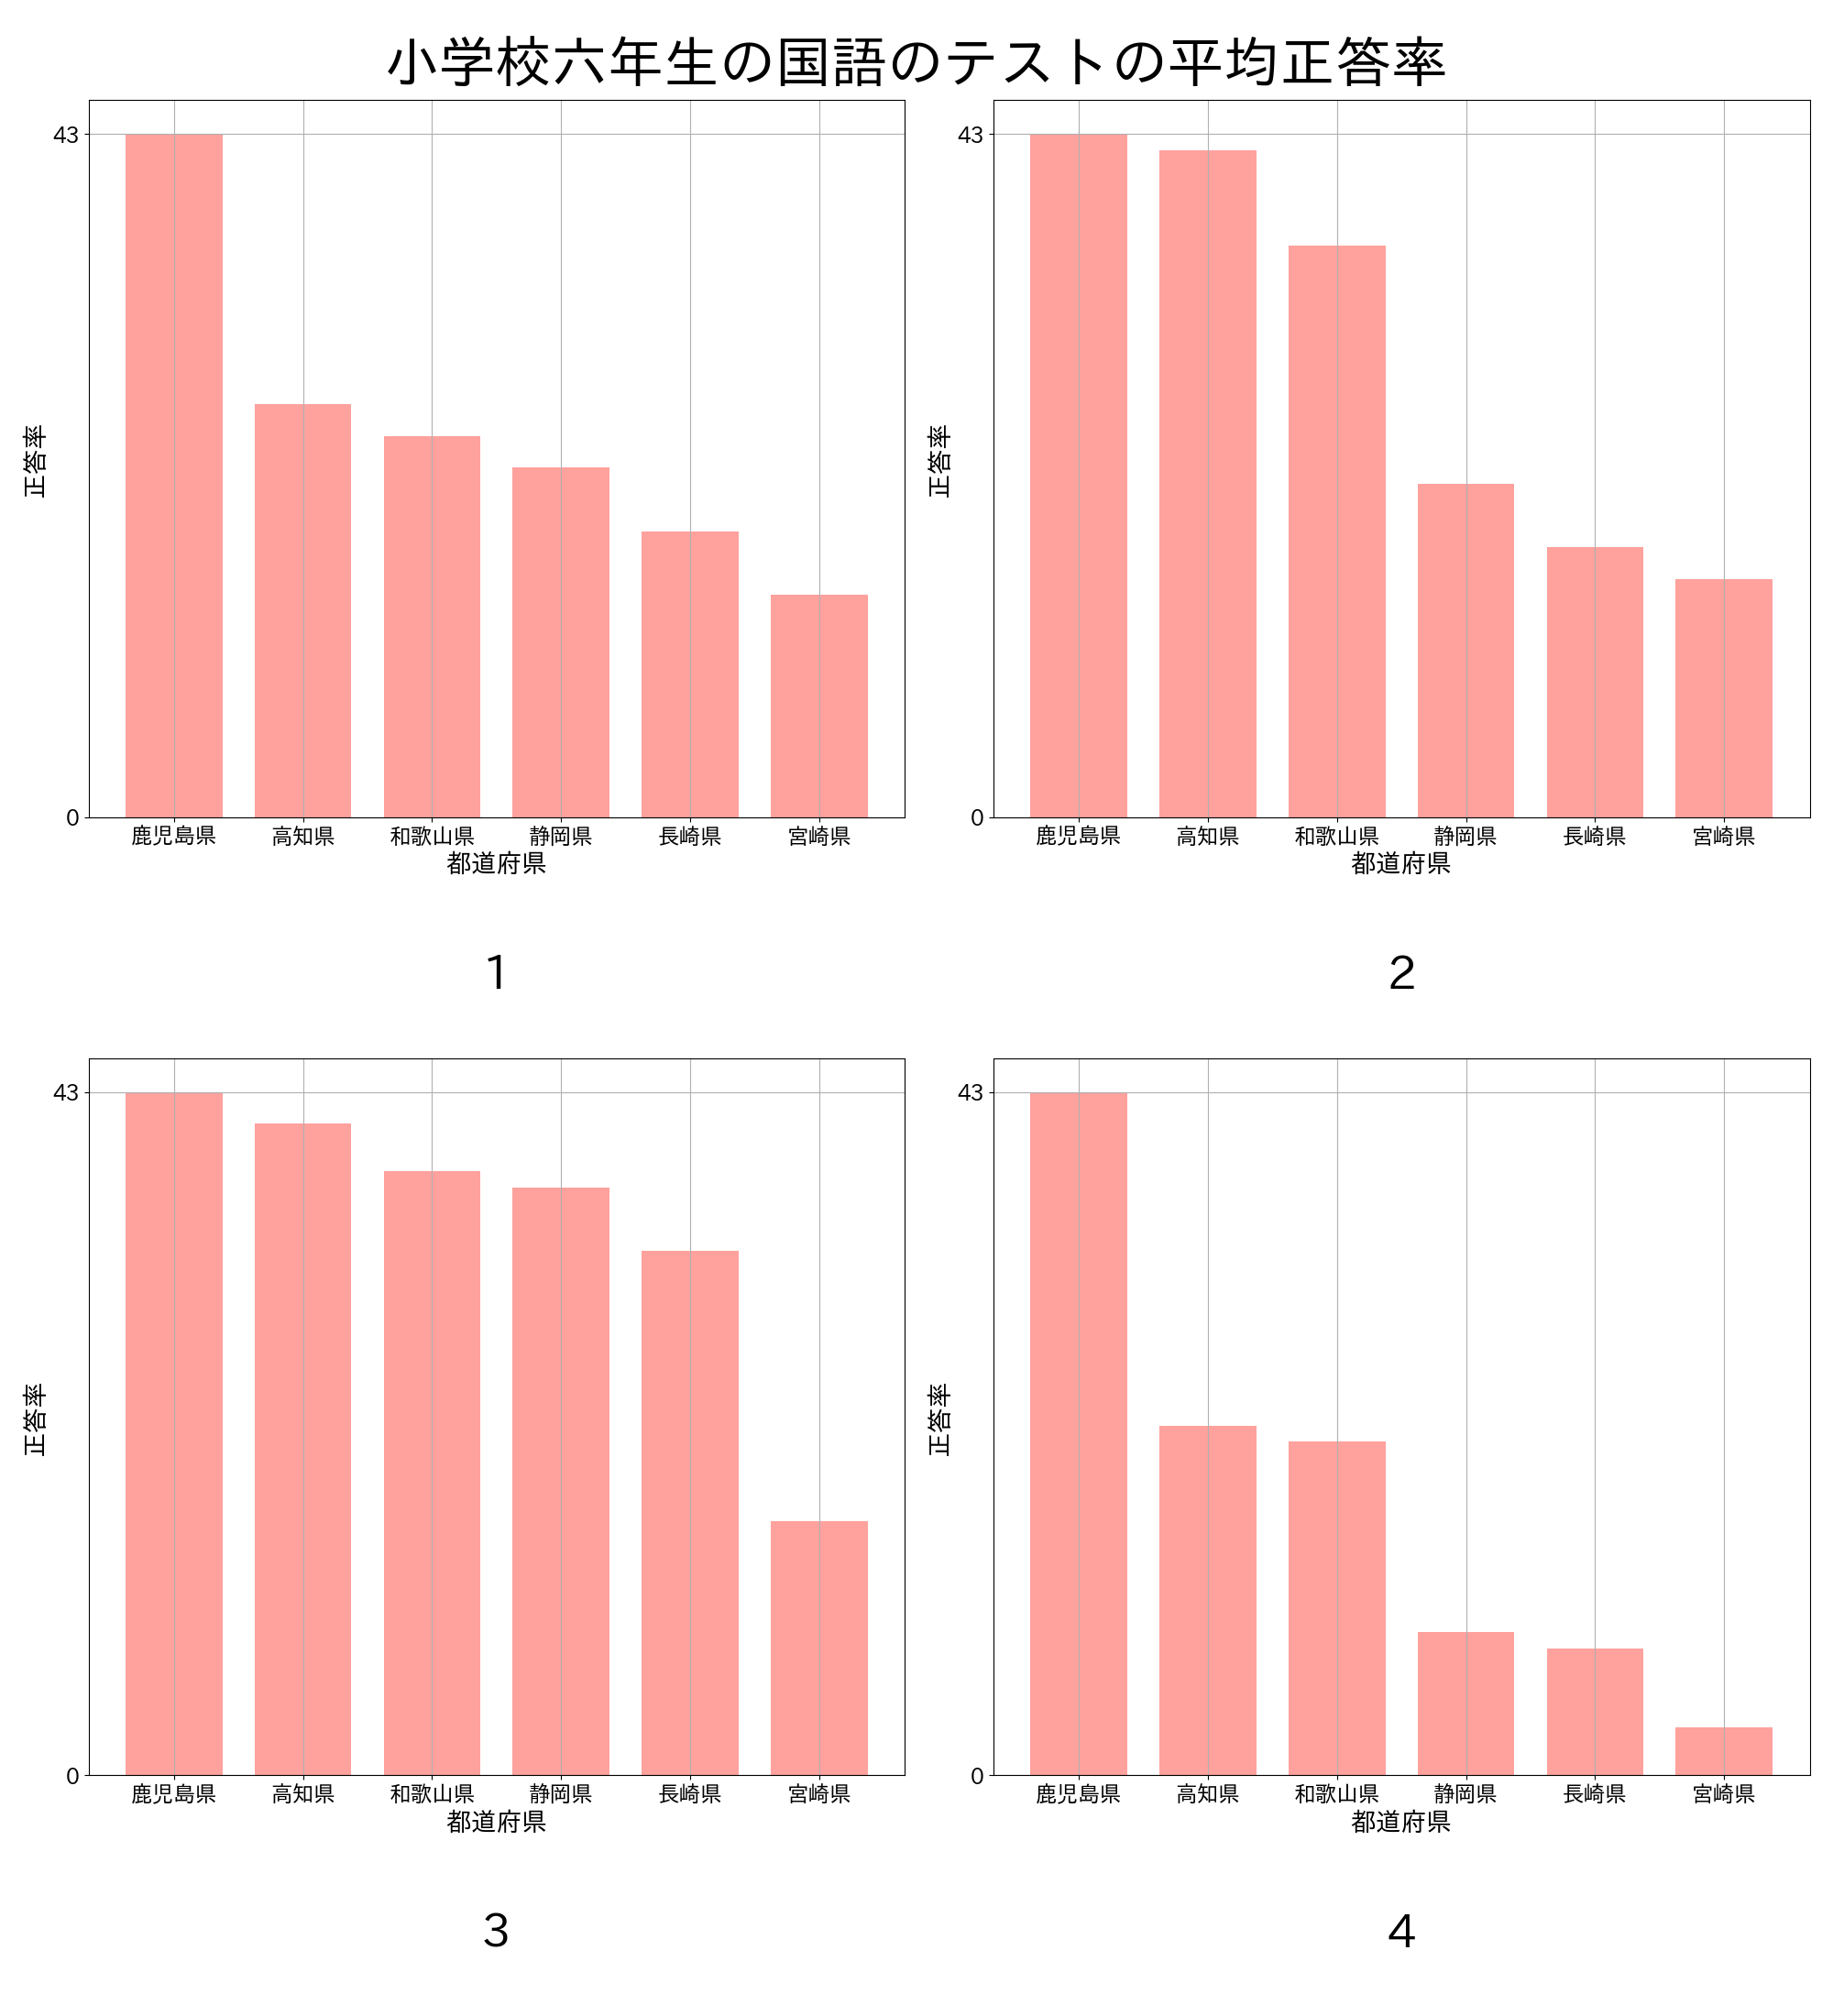 小学校六年生の国語のテストの平均正答率
43
0
正答率
鹿児島県 高知県 和歌山県 静岡県 長崎県 宮崎県
都道府県
1
43
0
正答率
鹿児島県 高知県 和歌山県 静岡県 長崎県 宮崎県
都道府県
2
43
0
正答率
鹿児島県 高知県 和歌山県 静岡県 長崎県 宮崎県
都道府県
3
43
0
正答率
鹿児島県 高知県 和歌山県 静岡県 長崎県 宮崎県
都道府県
4